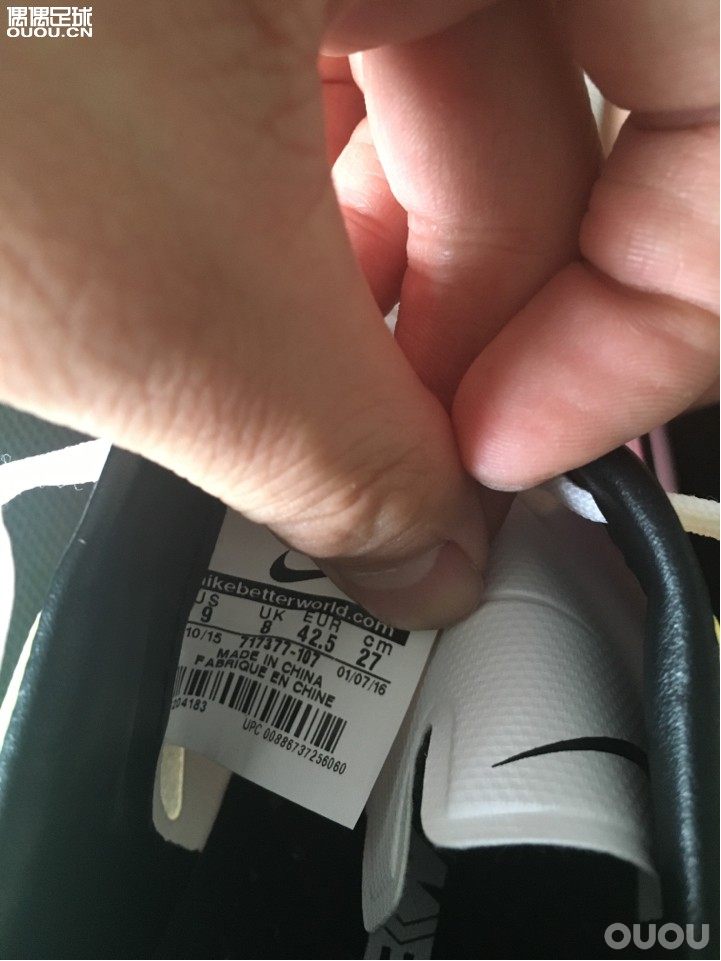 偶偶足球
OUOU.CN
nikebetterworld.com
US UK EUR cm
9 8 42.5 27
10/15 717377-107 01/07/16
MADE IN CHINA
FABRIQUE EN CHINE
204183
UPC 00886737256060
OUOU